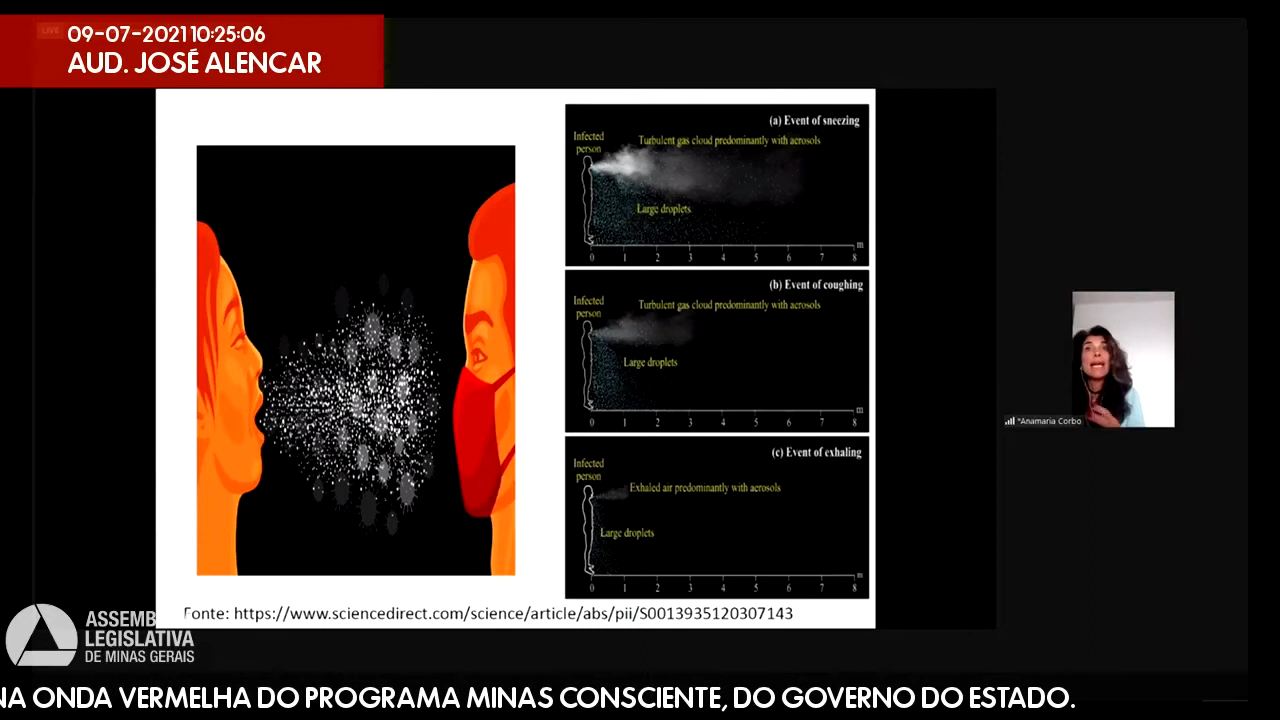 LIVE
09-07-2021 10:25:06
AUD. JOSÉ ALENCAR
(a) Event of sneezing
Infected
person
Turbulent gas cloud predominantly with aerosols
Large droplets
m
0 1 2 3 4 5 6 7 8
(b) Event of coughing
Infected
person
Turbulent gas cloud predominantly with aerosols
Large droplets
m
0 1 2 3 4 5 6 7 8
(c) Event of exhaling
Infected
person
Exhaled air predominantly with aerosols
Large droplets
m
0 1 2 3 4 5 6 7 8
Fonte: https://www.sciencedirect.com/science/article/abs/pii/S0013935120307143
*Anamaria Corbo
ASSEMB
LEGISLATIVA
DE MINAS GERAIS
NA ONDA VERMELHA DO PROGRAMA MINAS CONSCIENTE, DO GOVERNO DO ESTADO.